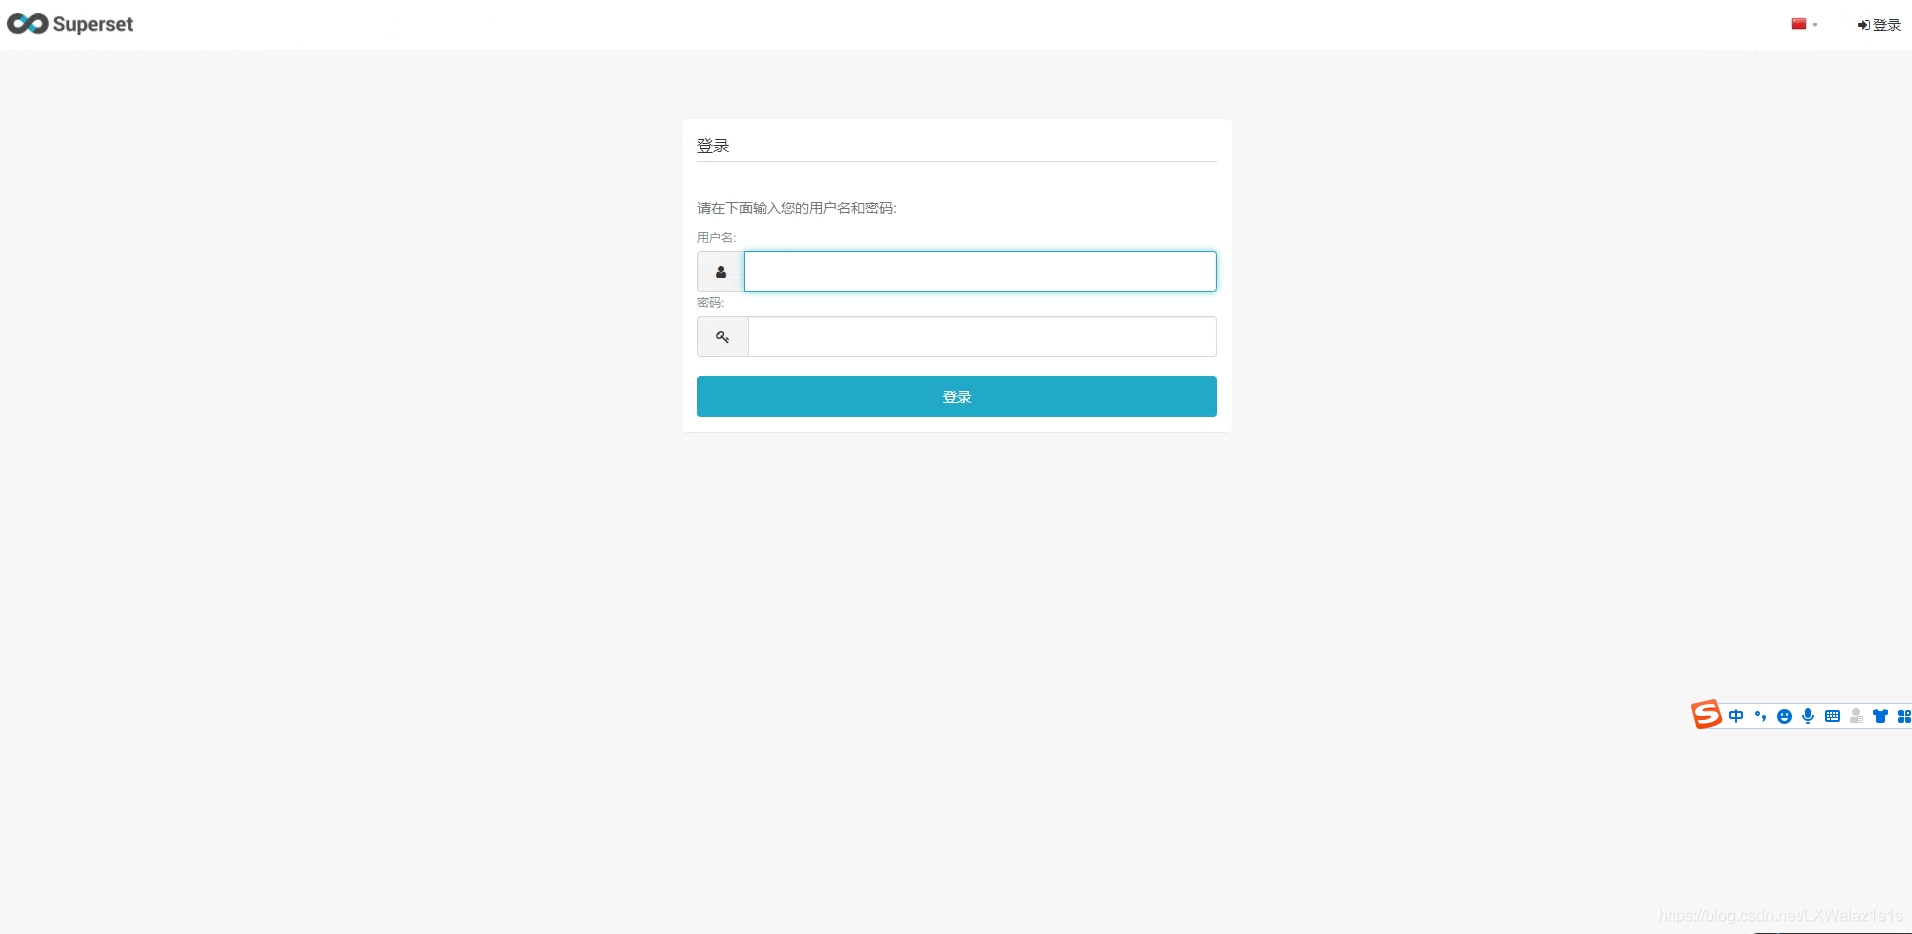 Superset
登录
登录
请在下面输入您的用户名和密码:
用户名:
密码:
登录
中
https://blog.csdn.net/LXWalaz1s1s